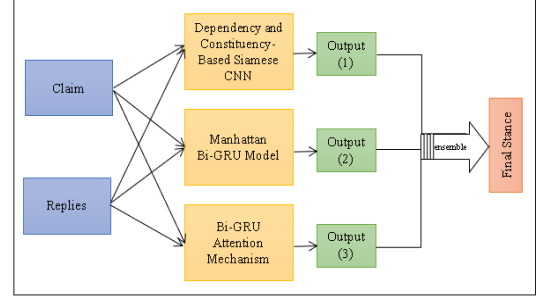 Claim
Replies
Dependency and
Constituency-
Based Siamese
CNN
Manhattan
Bi-GRU Model
Bi-GRU
Attention
Mechanism
Output
(1)
Output
(2)
Output
(3)
ensemble
Final Stance